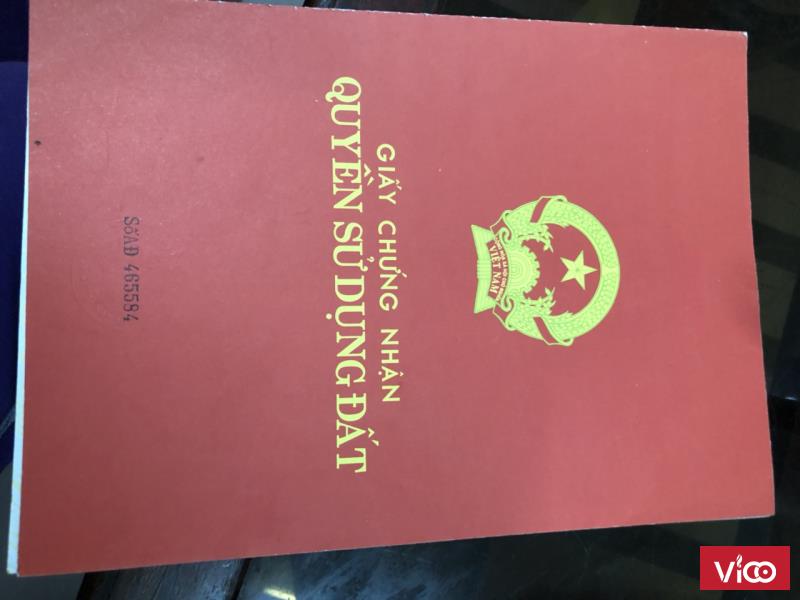 VIỆT NAM
GIẤY CHỨNG NHẬN
QUYỀN SỬ DỤNG ĐẤT
Số AĐ 465584
ViCO